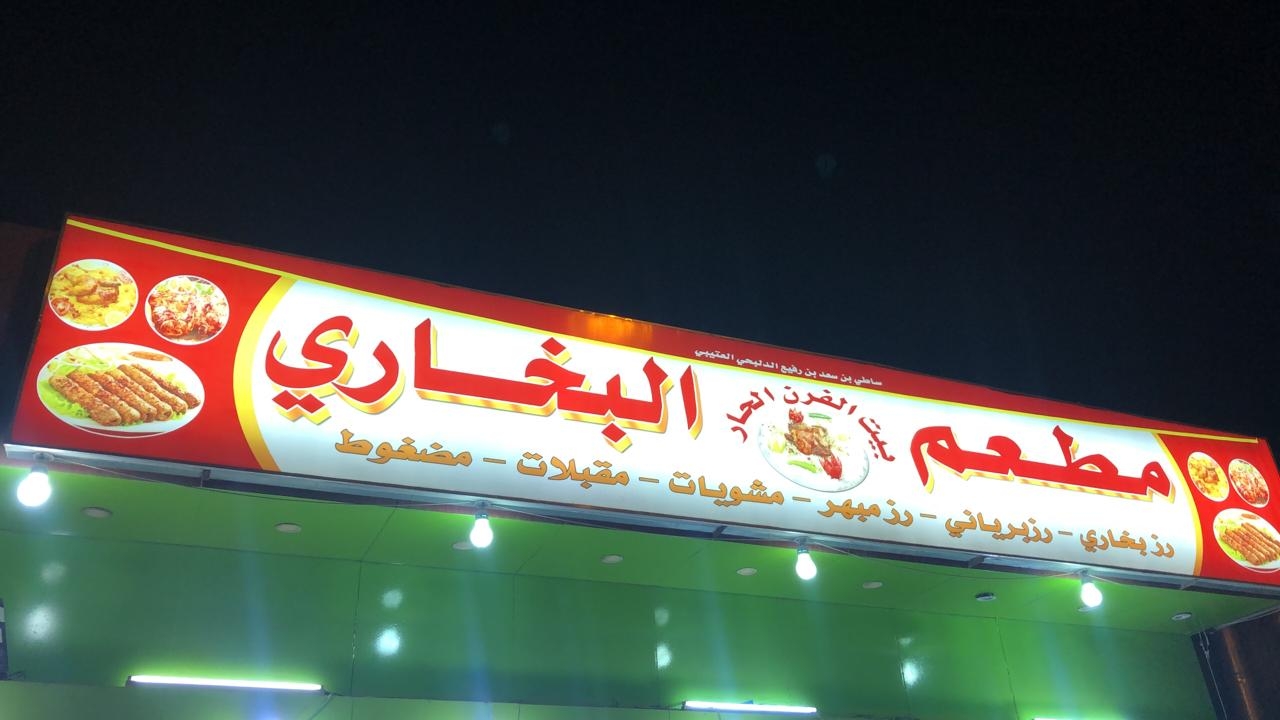 ساطي بن سعد بن رفيع الدلبحي العتيبي
مطعم
بيت الفرن الحار
البخاري
رز بخاري - رز برياني - رز مبهر - مشويات - مقبلات - مضغوط